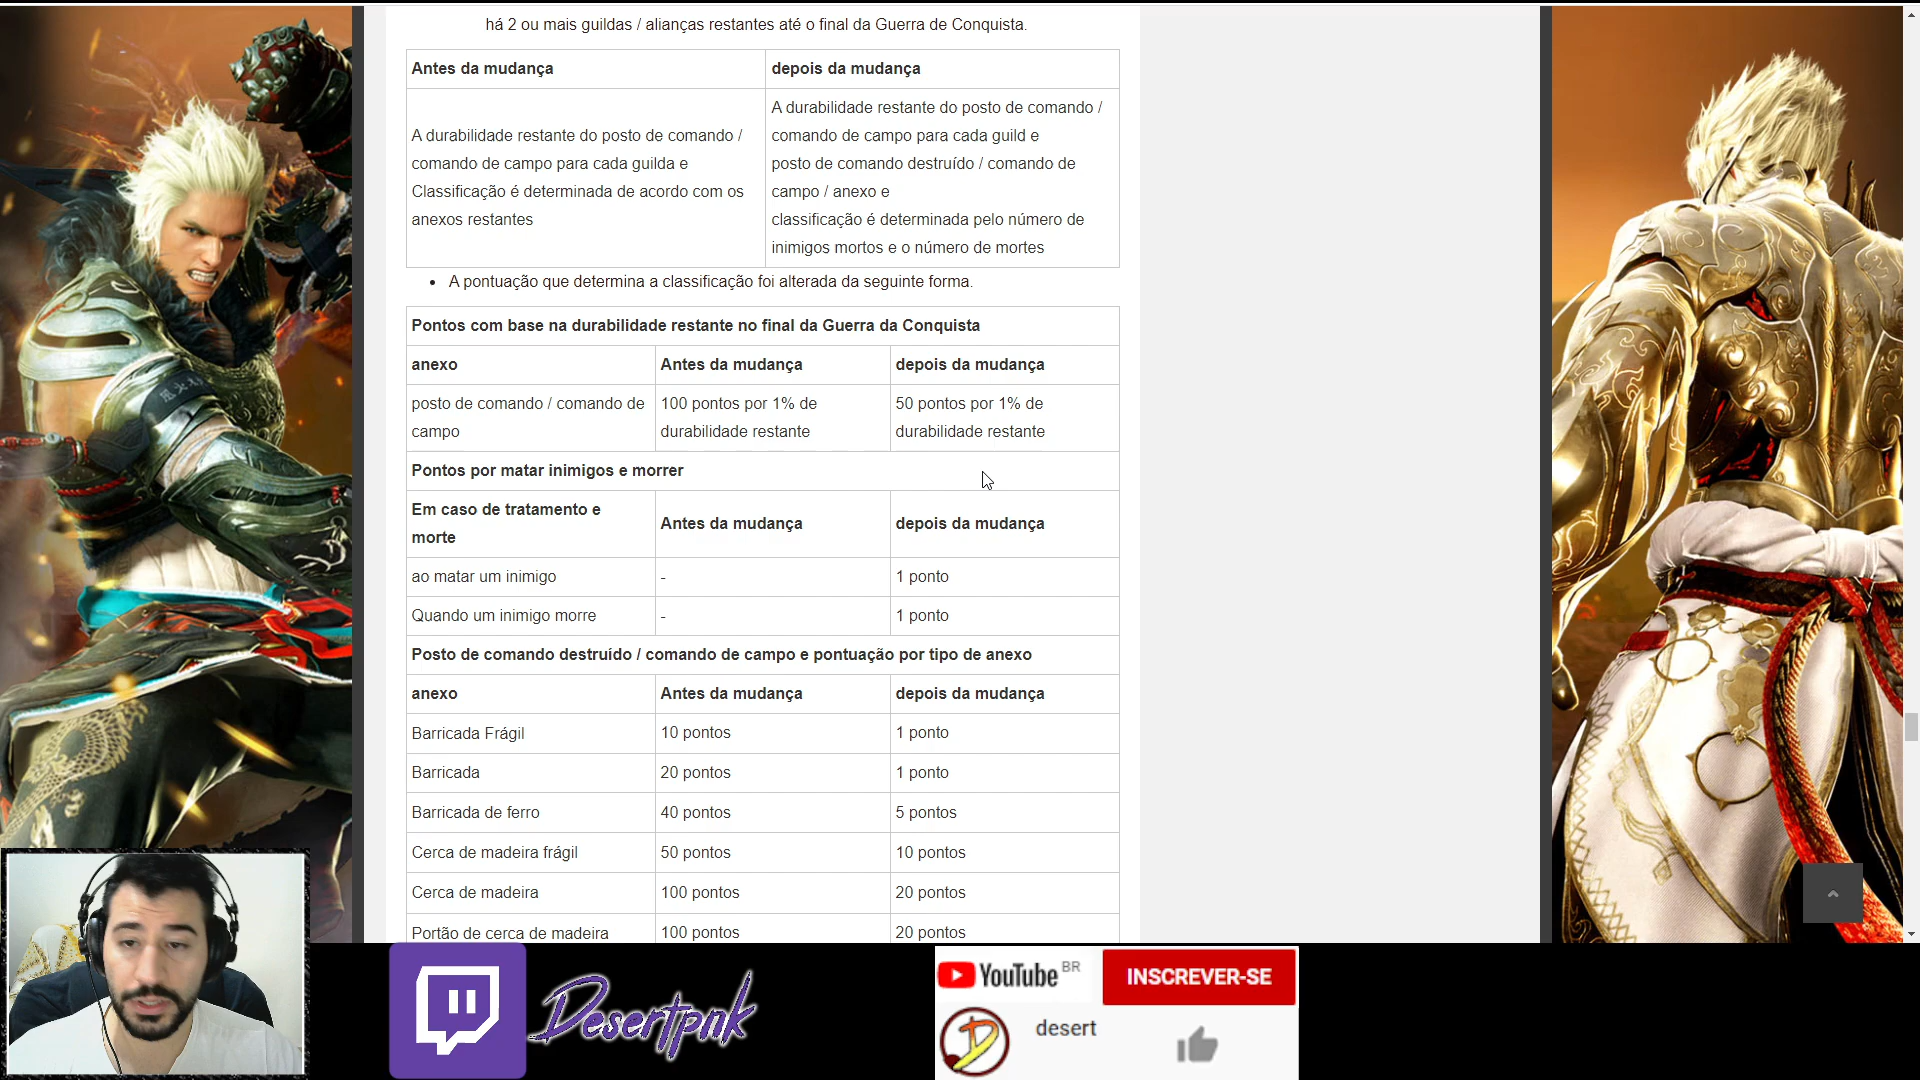 há 2 ou mais guildas / alianças restantes até o final da Guerra de Conquista.
Antes da mudança
depois da mudança
A durabilidade restante do posto de comando /
comando de campo para cada guilda e
Classificação é determinada de acordo com os
anexos restantes
A durabilidade restante do posto de comando /
comando de campo para cada guild e
posto de comando destruído / comando de
campo / anexo e
classificação é determinada pelo número de
inimigos mortos e o número de mortes
• A pontuação que determina a classificação foi alterada da seguinte forma.
Pontos com base na durabilidade restante no final da Guerra da Conquista
anexo
Antes da mudança
depois da mudança
posto de comando / comando de
campo
100 pontos por 1% de
durabilidade restante
50 pontos por 1% de
durabilidade restante
Pontos por matar inimigos e morrer
Em caso de tratamento e
morte
Antes da mudança
depois da mudança
ao matar um inimigo
-
1 ponto
Quando um inimigo morre
-
1 ponto
Posto de comando destruído / comando de campo e pontuação por tipo de anexo
anexo
Antes da mudança
depois da mudança
Barricada Frágil
10 pontos
1 ponto
Barricada
20 pontos
1 ponto
Barricada de ferro
40 pontos
5 pontos
Cerca de madeira frágil
50 pontos
10 pontos
Cerca de madeira
100 pontos
20 pontos
Portão de cerca de madeira
100 pontos
20 pontos
Desertpnk
YouTube BR
INSCREVER-SE
desert